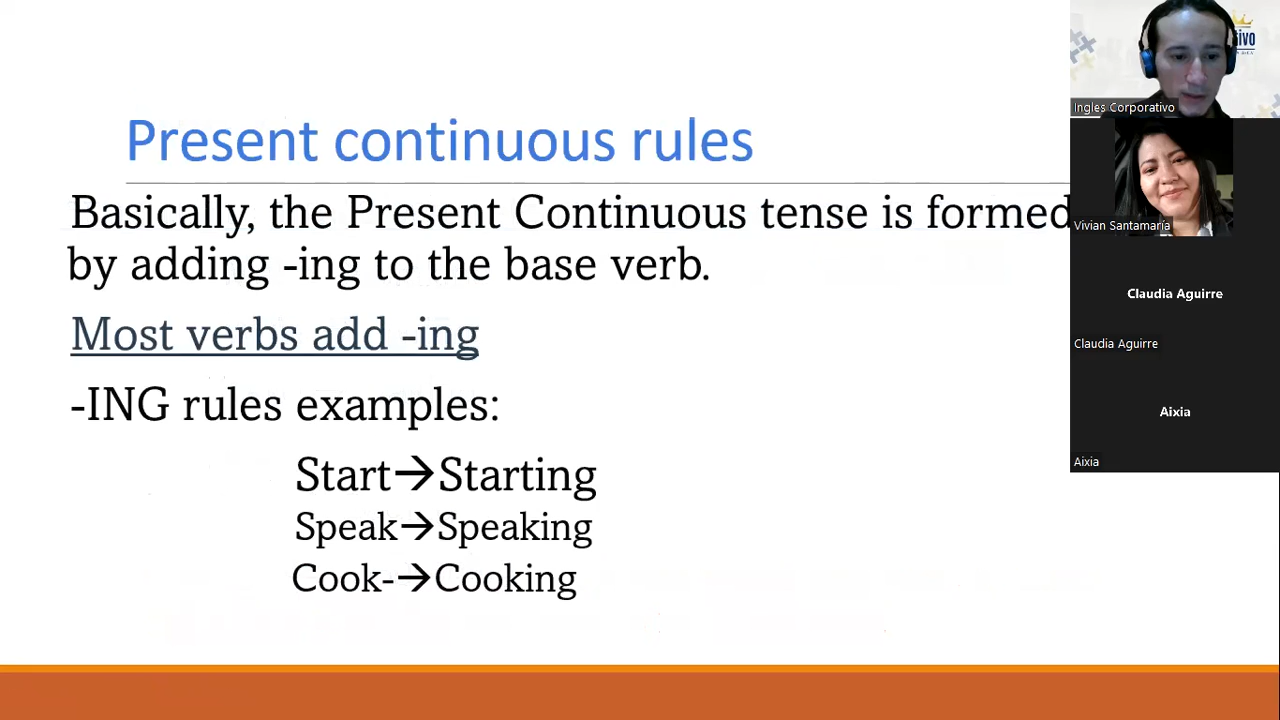 Present continuous rules
Basically, the Present Continuous tense is formed
by adding -ing to the base verb.
Most verbs add -ing
-ING rules examples:
Start→Starting
Speak→Speaking
Cook-→Cooking
Ingles Corporativo
Vivian Santamaría
Claudia Aguirre
Claudia Aguirre
Aixia
Aixia